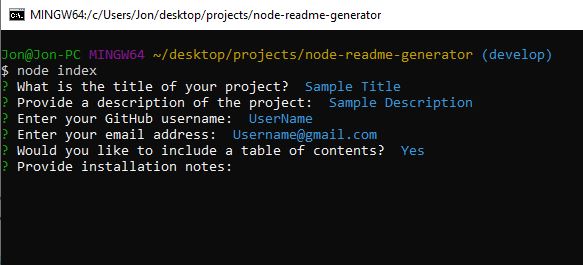 MINGW64:/c/Users/Jon/desktop/projects/node-readme-generator
Jon@Jon-PC MINGW64 ~/desktop/projects/node-readme-generator (develop)
$ node index
? What is the title of your project? Sample Title
? Provide a description of the project: Sample Description
? Enter your GitHub username: UserName
? Enter your email address: Username@gmail.com
? Would you like to include a table of contents? Yes
? Provide installation notes: